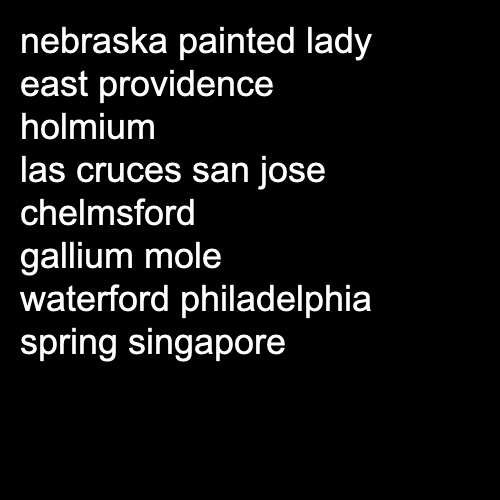 nebraska painted lady
east providence
holmium
las cruces san jose
chelmsford
gallium mole
waterford philadelphia
spring singapore